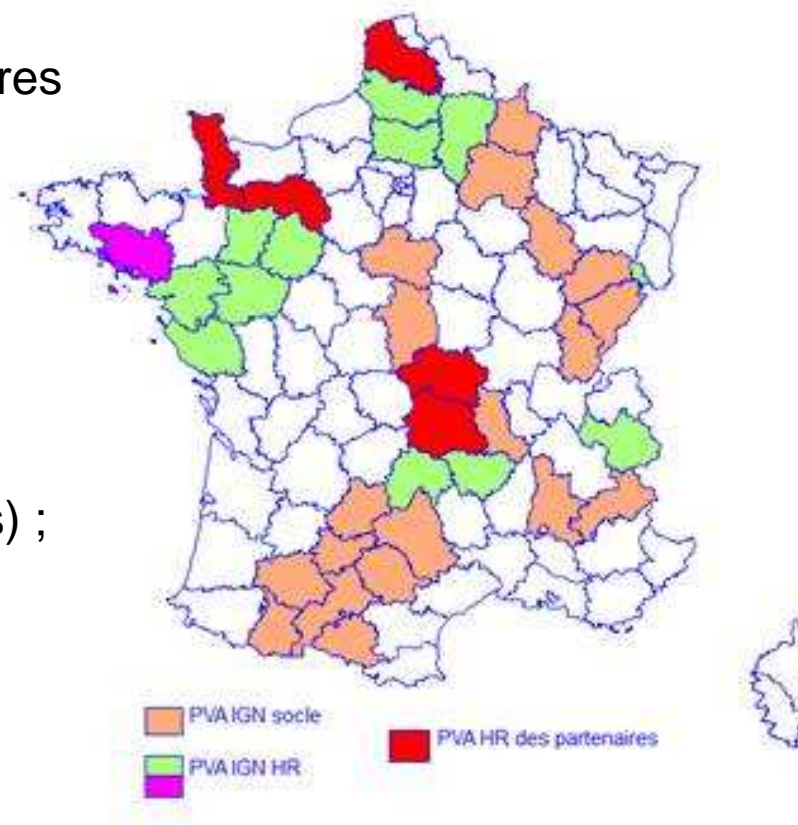 res
s) ;
PVA IGN socle
PVA HR des partenaires
PVA IGN HR